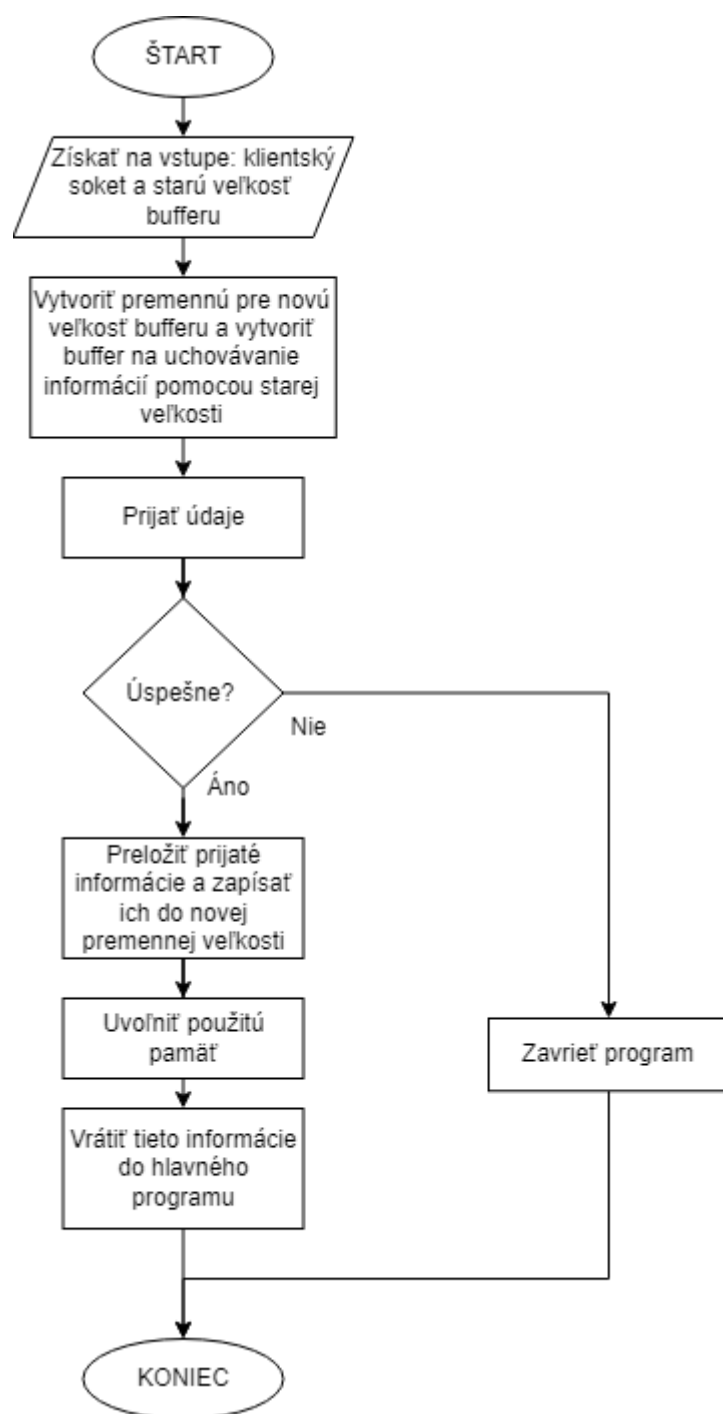 ŠTART
Získať na vstupe: klientský
soket a starú veľkosť
bufferu
Vytvoriť premennú pre novú
veľkosť bufferu a vytvoriť
buffer na uchovávanie
informácií pomocou starej
veľkosti
Prijať údaje
Úspešne?
Nie
Áno
Preložiť prijaté
informácie a zapísať
ich do novej
premennej veľkosti
Uvoľniť použitú
pamäť
Zavrieť program
Vrátiť tieto informácie
do hlavného
programu
KONIEC